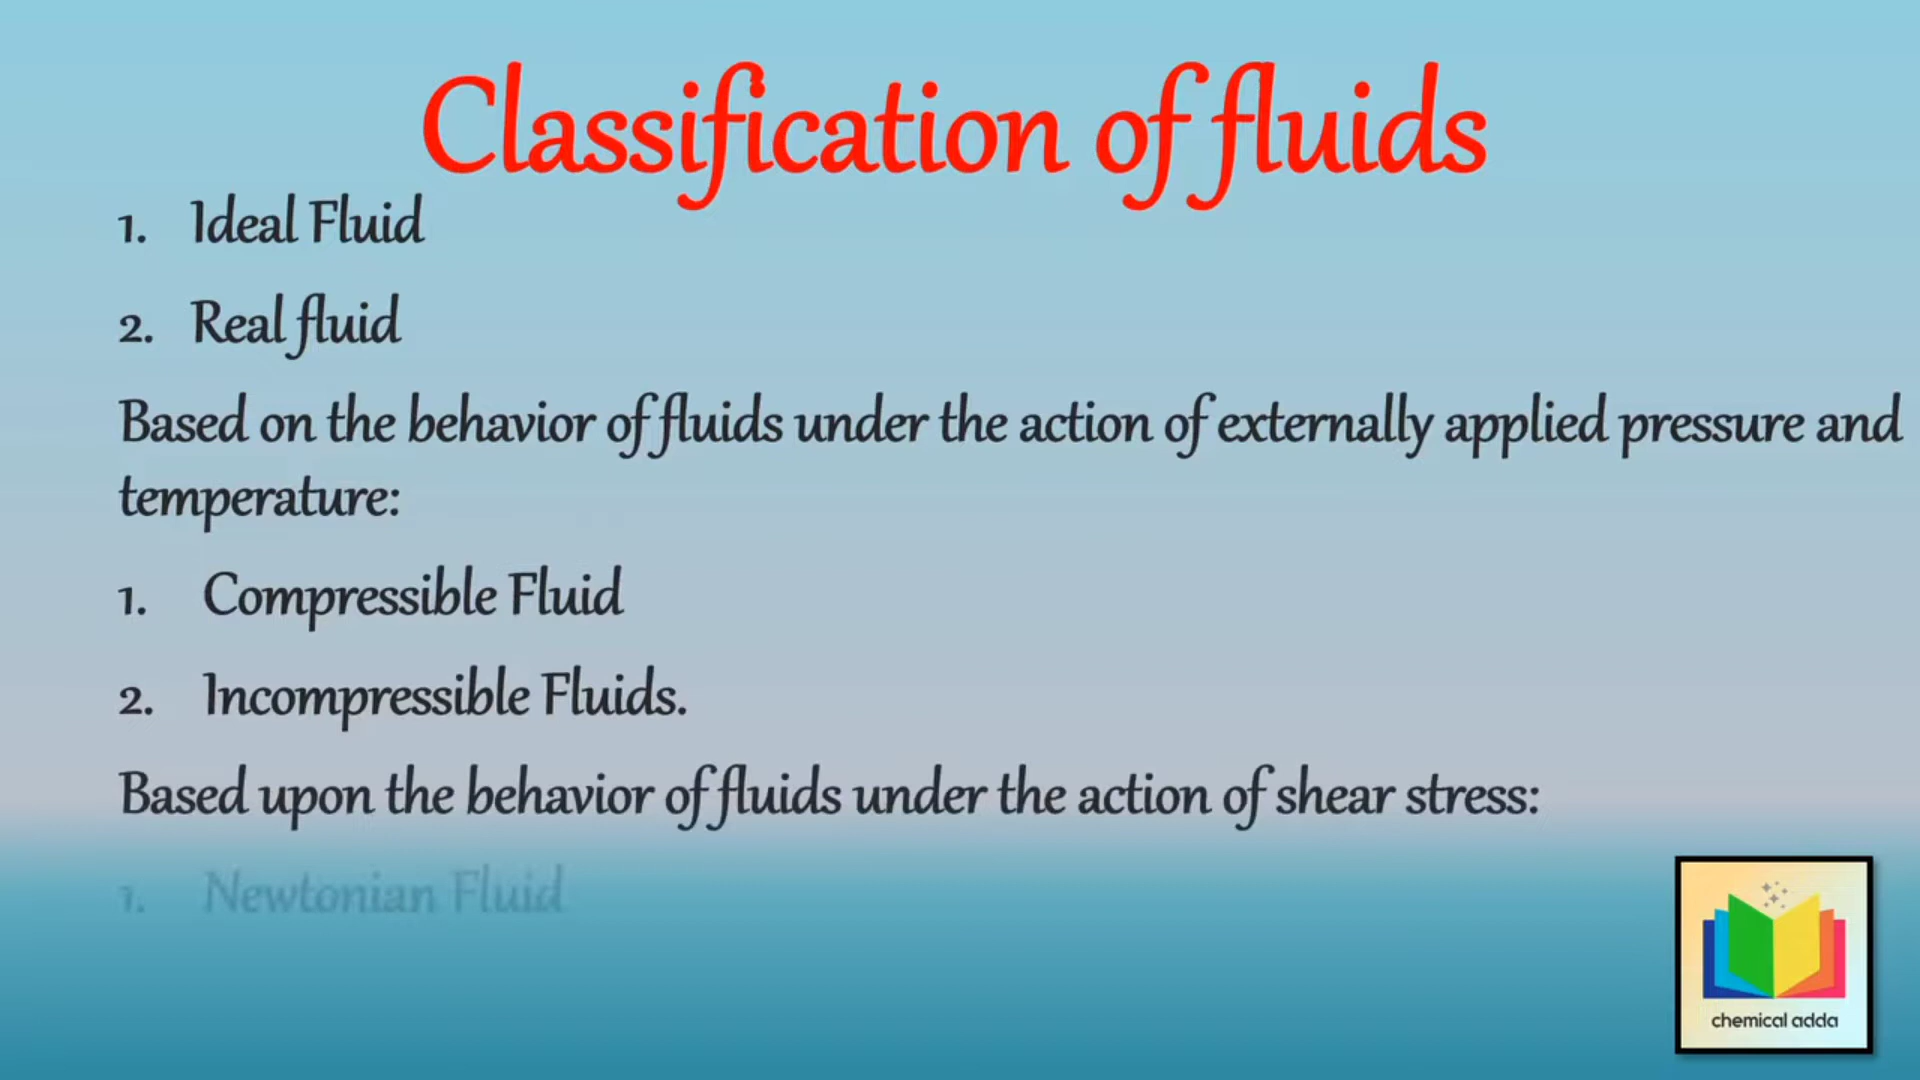 Classification of fluids
1. Ideal Fluid
2. Real fluid
Based on the behavior of fluids under the action of externally applied pressure and
temperature:
1. Compressible Fluid
2. Incompressible Fluids.
Based upon the behavior of fluids under the action of shear stress:
1. Newtonian Fluid
chemical adda